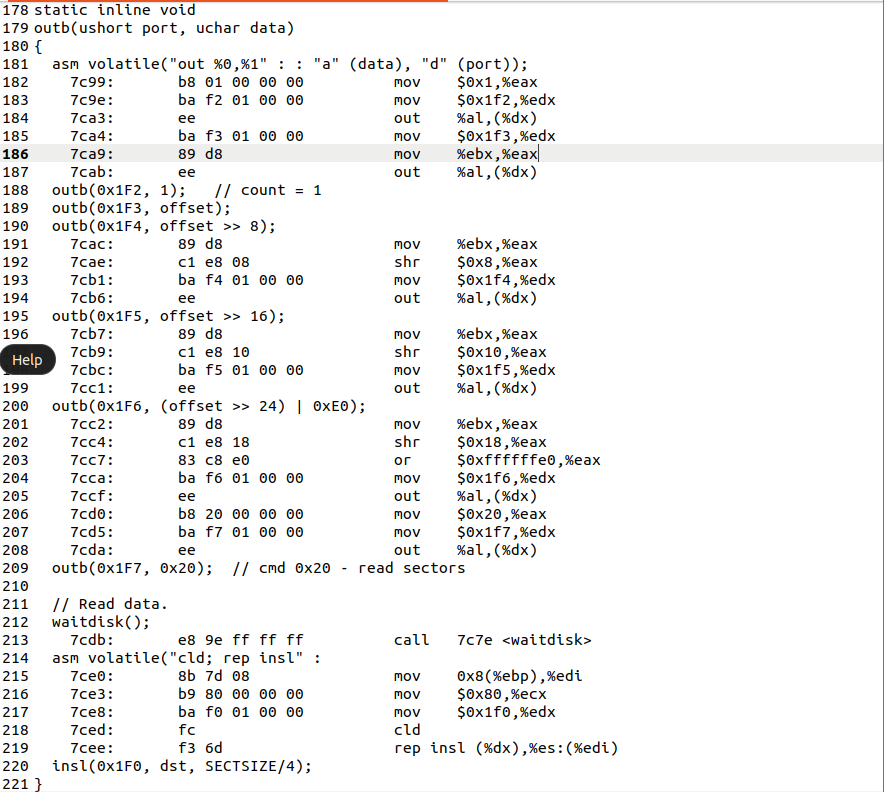 178 static inline void
179 outb(ushort port, uchar data)
180 {
181   asm volatile("out %0,%1" : : "a" (data), "d" (port));
182     7c99:       b8 01 00 00 00          mov    $0x1,%eax
183     7c9e:       ba f2 01 00 00          mov    $0x1f2,%edx
184     7ca3:       ee                      out    %al,(%dx)
185     7ca4:       ba f3 01 00 00          mov    $0x1f3,%edx
186     7ca9:       89 d8                   mov    %ebx,%eax
187     7cab:       ee                      out    %al,(%dx)
188   outb(0x1F2, 1);   // count = 1
189   outb(0x1F3, offset);
190   outb(0x1F4, offset >> 8);
191     7cac:       89 d8                   mov    %ebx,%eax
192     7cae:       c1 e8 08                shr    $0x8,%eax
193     7cb1:       ba f4 01 00 00          mov    $0x1f4,%edx
194     7cb6:       ee                      out    %al,(%dx)
195   outb(0x1F5, offset >> 16);
196     7cb7:       89 d8                   mov    %ebx,%eax
Help     7cb9:       c1 e8 10                shr    $0x10,%eax
7cbc:       ba f5 01 00 00          mov    $0x1f5,%edx
199     7cc1:       ee                      out    %al,(%dx)
200   outb(0x1F6, (offset >> 24) | 0xE0);
201     7cc2:       89 d8                   mov    %ebx,%eax
202     7cc4:       c1 e8 18                shr    $0x18,%eax
203     7cc7:       83 c8 e0                or     $0xffffffe0,%eax
204     7cca:       ba f6 01 00 00          mov    $0x1f6,%edx
205     7ccf:       ee                      out    %al,(%dx)
206     7cd0:       b8 20 00 00 00          mov    $0x20,%eax
207     7cd5:       ba f7 01 00 00          mov    $0x1f7,%edx
208     7cda:       ee                      out    %al,(%dx)
209   outb(0x1F7, 0x20);  // cmd 0x20 - read sectors
210
211   // Read data.
212   waitdisk();
213     7cdb:       e8 9e ff ff ff          call   7c7e <waitdisk>
214   asm volatile("cld; rep insl" :
215     7ce0:       8b 7d 08                mov    0x8(%ebp),%edi
216     7ce3:       b9 80 00 00 00          mov    $0x80,%ecx
217     7ce8:       ba f0 01 00 00          mov    $0x1f0,%edx
218     7ced:       fc                      cld
219     7cee:       f3 6d                   rep insl (%dx),%es:(%edi)
220   insl(0x1F0, dst, SECTSIZE/4);
221 }